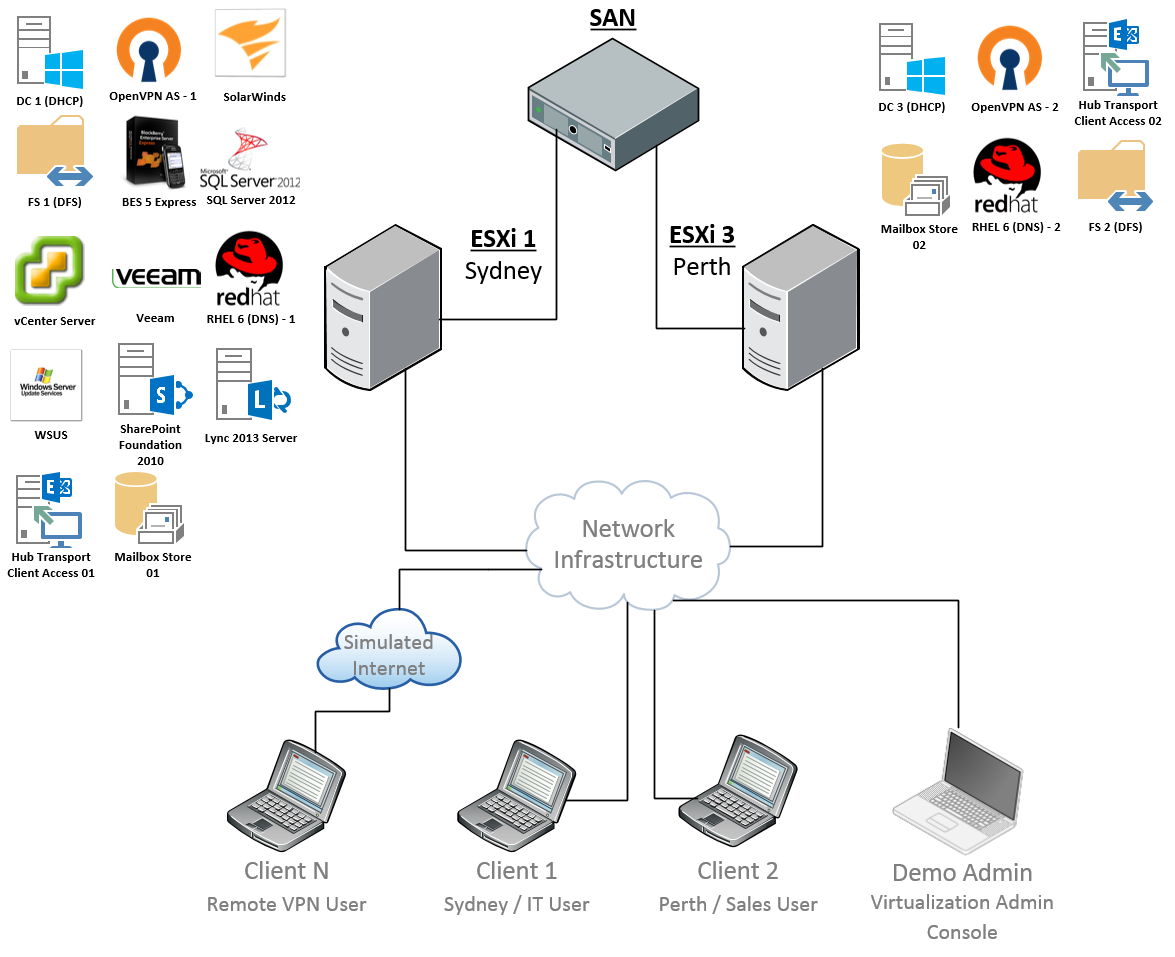 SAN
DC 1 (DHCP)
OpenVPN AS - 1
SolarWinds
FS 1 (DFS)
BlackBerry
Enterprise Server
Express
BES 5 Express
Microsoft
SQL Server 2012
SQL Server 2012
vCenter Server
veeam
Veeam
redhat
RHEL 6 (DNS) - 1
Windows Server
Update Services
WSUS
S
SharePoint
Foundation
2010
L
Lync 2013 Server
E
Hub Transport
Client Access 01
Mailbox Store
01
DC 3 (DHCP)
OpenVPN AS - 2
E
Hub Transport
Client Access 02
Mailbox Store
02
redhat
RHEL 6 (DNS) - 2
FS 2 (DFS)
ESXi 1
Sydney
ESXi 3
Perth
Network
Infrastructure
Simulated
Internet
Client N
Remote VPN User
Client 1
Sydney / IT User
Client 2
Perth / Sales User
Demo Admin
Virtualization Admin
Console